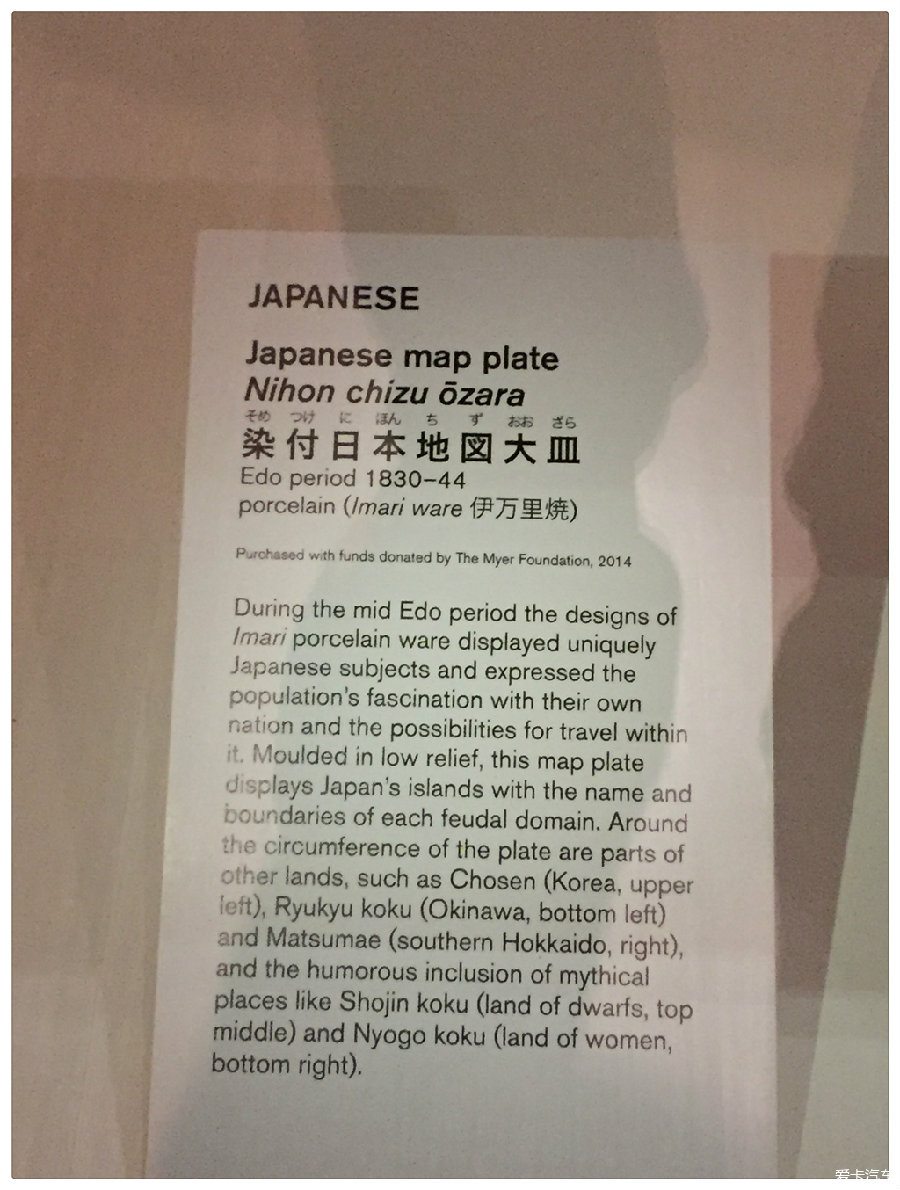 JAPANESE
Japanese map plate
Nihon chizu ōzara
そめ つけ に ほん ち ず おお ざら
染付日本地図大皿
Edo period 1830–44
porcelain (Imari ware 伊万里焼)
Purchased with funds donated by The Myer Foundation, 2014
During the mid Edo period the designs of
Imari porcelain ware displayed uniquely
Japanese subjects and expressed the
population's fascination with their own
nation and the possibilities for travel within
it. Moulded in low relief, this map plate
displays Japan's islands with the name and
boundaries of each feudal domain. Around
the circumference of the plate are parts of
other lands, such as Chosen (Korea, upper
left), Ryukyu koku (Okinawa, bottom left)
and Matsumae (southern Hokkaido, right),
and the humorous inclusion of mythical
places like Shojin koku (land of dwarfs, top
middle) and Nyogo koku (land of women,
bottom right).
爱卡汽车